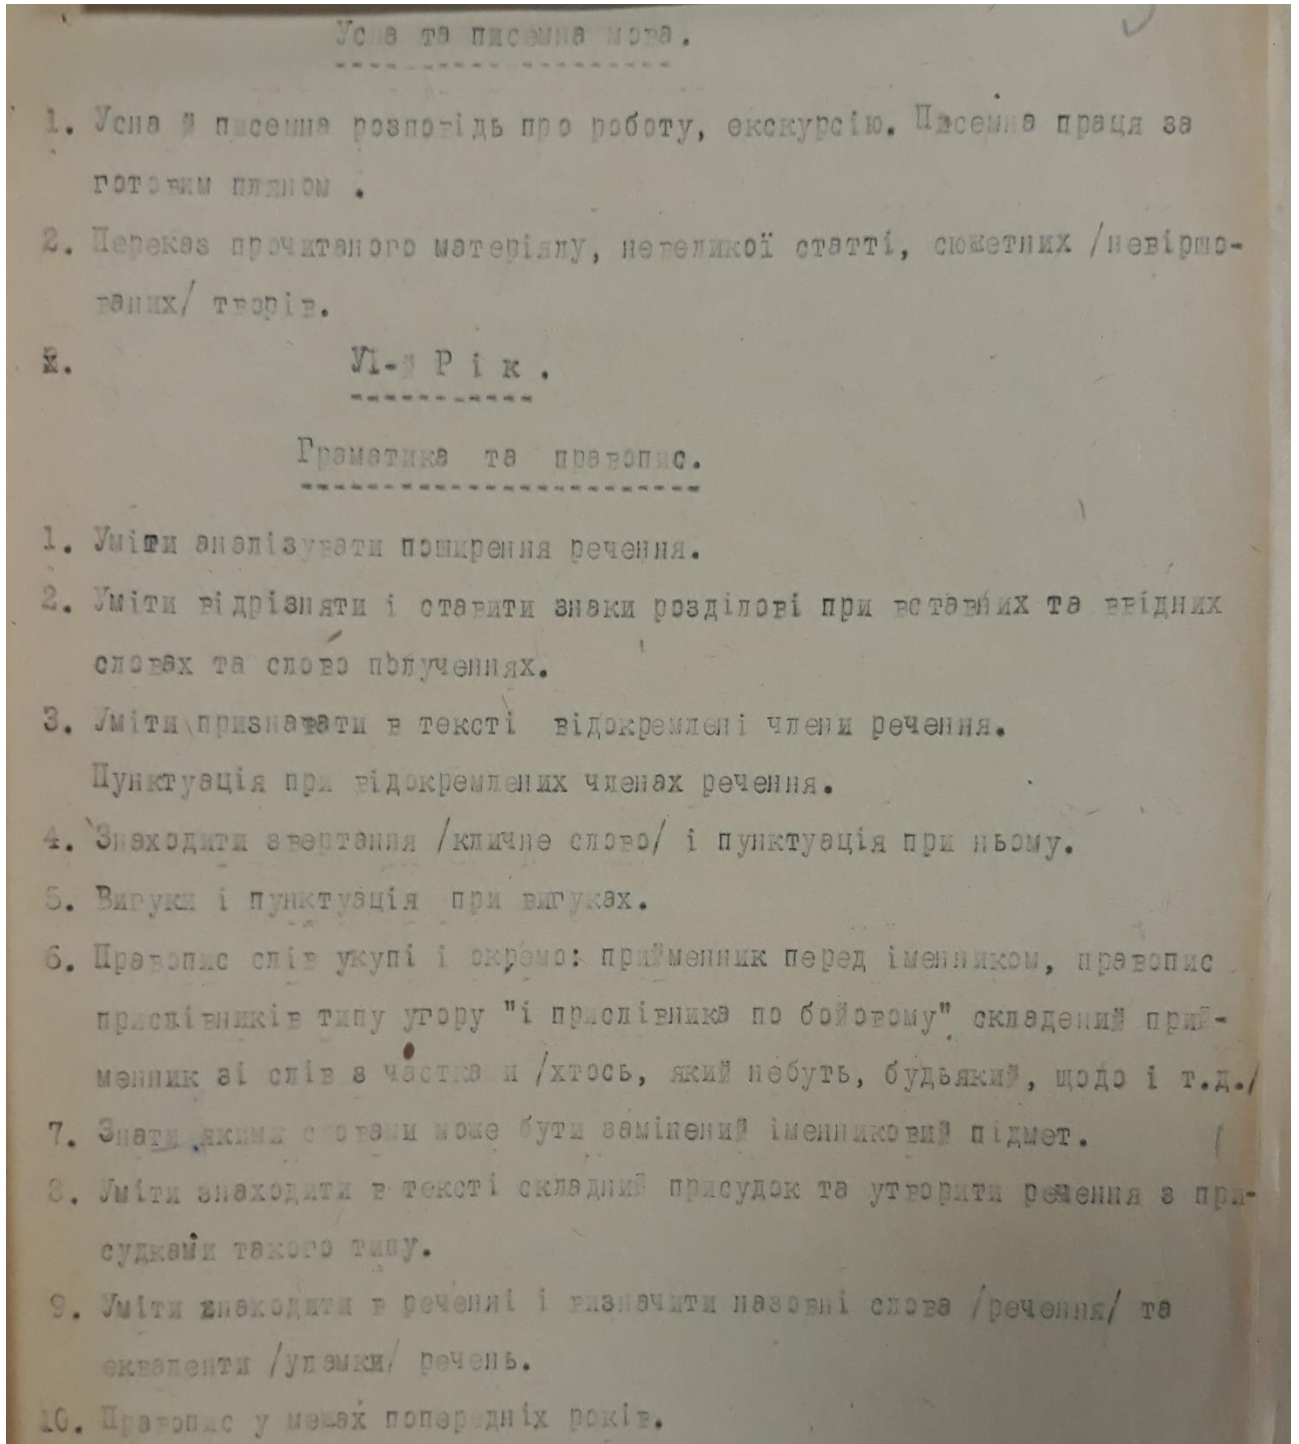 Усна та писемна мова.
1. Усна й писемна розповідь про роботу, екскурсію. Писемна праця за
готовим пляном .
2. Переказ прочитаного матеріялу, невеликої статті, сюжетних /невіршо-
ваних/ творів.
УІ-й Рік.
Граматика та правопис.
1. Уміти аналізувати поширення речення.
2. Уміти відрізняти і ставити знаки розділові при вставних та ввідних
словах та слово полученнях.
3. Уміти признавати в тексті відокремлені члени речення.
Пунктуація при відокремлених членах речення.
4. Знаходити звертання /кличне слово/ і пунктуація при ньому.
5. Вигуки і пунктуація при вигуках.
6. Правопис слів укупі і окремо: прийменник перед іменником, правопис
прислівників типу угору "і прислівника по бойовому" складений прий-
менник зі слів з частками /хтось, який небуть, будьякий, щодо і т.д./
7. Знати якими словами може бути замінений іменниковий підмет.
8. Уміти знаходити в тексті складний присудок та утворити речення з при-
судками такого типу.
9. Уміти знаходити в реченні і визначити назовні слова /речення/ та
екваленти /уламки/ речень.
10. Правопис у межах попередніх років.